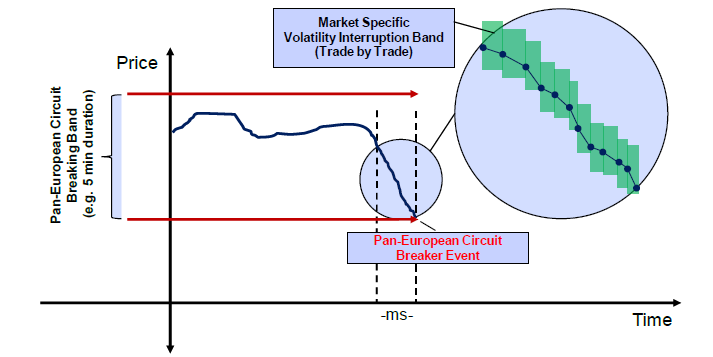 Market Specific
Volatility Interruption Band
(Trade by Trade)
Price
Pan-European Circuit
Breaking Band
(e.g. 5 min duration)
Pan-European Circuit
Breaker Event
-ms-
Time